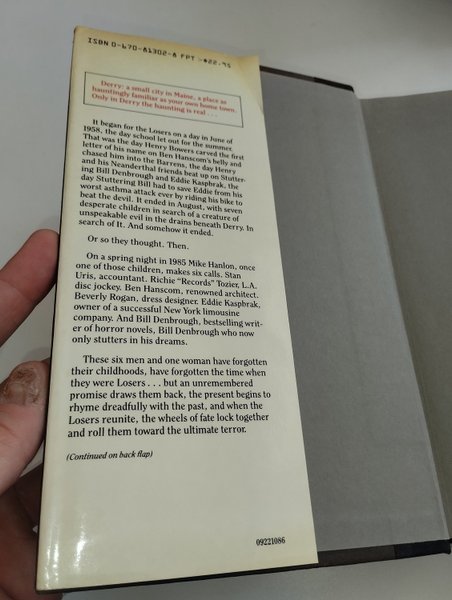 ISBN 0-670-81302-8 FPT >$22.95
Derry: a small city in Maine, a place as
hauntingly familiar as your own home town.
Only in Derry the haunting is real . . .
It began for the Losers on a day in June of
1958, the day school let out for the summer.
That was the day Henry Bowers carved the first
letter of his name on Ben Hanscom's belly and
chased him into the Barrens, the day Henry
and his Neanderthal friends beat up on Stutter-
ing Bill Denbrough and Eddie Kaspbrak, the
day Stuttering Bill had to save Eddie from his
worst asthma attack ever by riding his bike to
beat the devil. It ended in August, with seven
desperate children in search of a creature of
unspeakable evil in the drains beneath Derry. In
search of It. And somehow it ended.
Or so they thought. Then.
On a spring night in 1985 Mike Hanlon, once
one of those children, makes six calls. Stan
Uris, accountant. Richie "Records" Tozier, L.A.
disc jockey. Ben Hanscom, renowned architect.
Beverly Rogan, dress designer. Eddie Kaspbrak,
owner of a successful New York limousine
company. And Bill Denbrough, bestselling writ-
er of horror novels, Bill Denbrough who now
only stutters in his dreams.
These six men and one woman have forgotten
their childhoods, have forgotten the time when
they were Losers . . . but an unremembered
promise draws them back, the present begins to
rhyme dreadfully with the past, and when the
Losers reunite, the wheels of fate lock together
and roll them toward the ultimate terror.
(Continued on back flap)
09221086